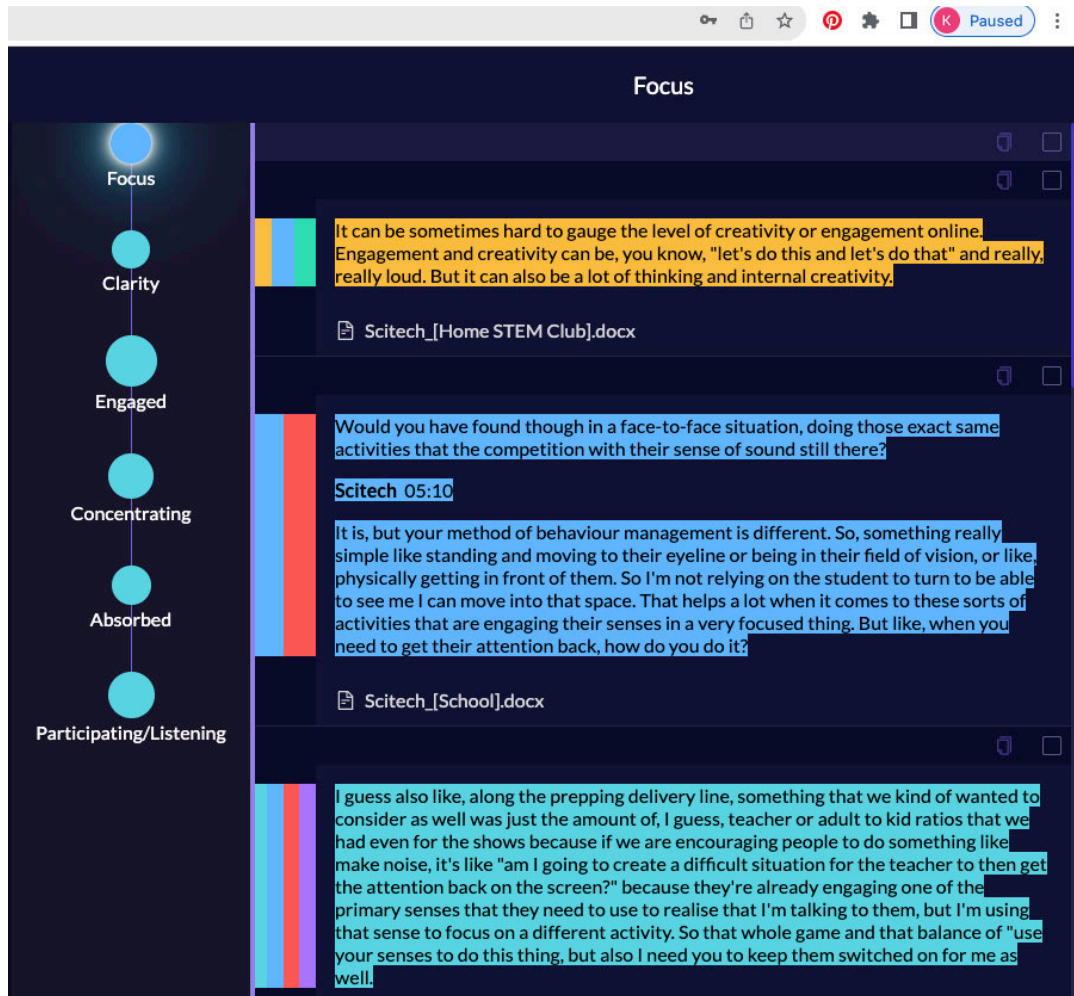 K Paused
Focus
Focus
Clarity
Engaged
Concentrating
Absorbed
Participating/Listening
It can be sometimes hard to gauge the level of creativity or engagement online.
Engagement and creativity can be, you know, "let's do this and let's do that" and really,
really loud. But it can also be a lot of thinking and internal creativity.
Scitech_[Home STEM Club].docx
Would you have found though in a face-to-face situation, doing those exact same
activities that the competition with their sense of sound still there?
Scitech 05:10
It is, but your method of behaviour management is different. So, something really
simple like standing and moving to their eyeline or being in their field of vision, or like,
physically getting in front of them. So I'm not relying on the student to turn to be able
to see me I can move into that space. That helps a lot when it comes to these sorts of
activities that are engaging their senses in a very focused thing. But like, when you
need to get their attention back, how do you do it?
Scitech_[School].docx
I guess also like, along the prepping delivery line, something that we kind of wanted to
consider as well was just the amount of, I guess, teacher or adult to kid ratios that we
had even for the shows because if we are encouraging people to do something like
make noise, it's like "am I going to create a difficult situation for the teacher to then get
the attention back on the screen?" because they're already engaging one of the
primary senses that they need to use to realise that I'm talking to them, but I'm using
that sense to focus on a different activity. So that whole game and that balance of "use
your senses to do this thing, but also I need you to keep them switched on for me as
well.